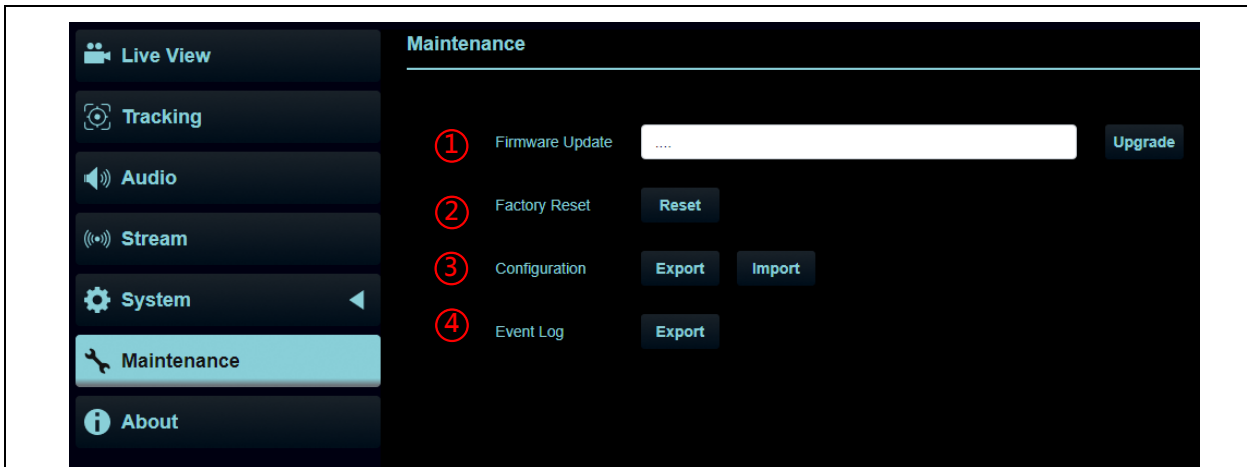 Live View
Tracking
Audio
Stream
System
Maintenance
About
Maintenance
① Firmware Update .... Upgrade
② Factory Reset Reset
③ Configuration Export Import
④ Event Log Export